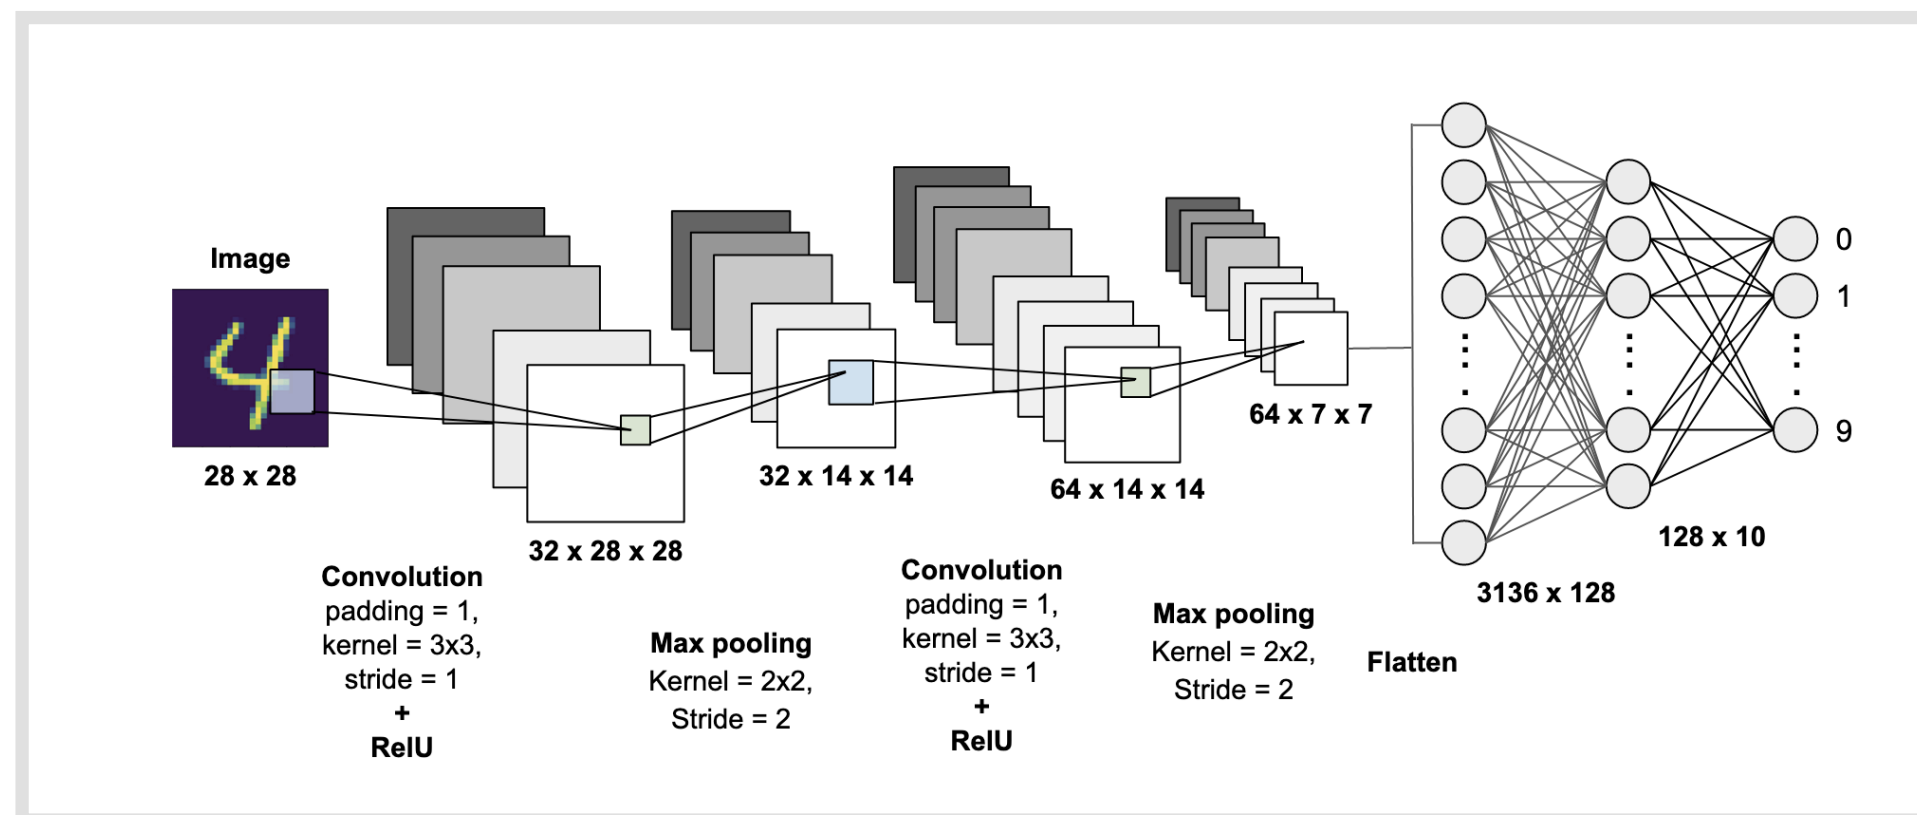 Image
28 x 28
32 x 28 x 28
Convolution
padding = 1,
kernel = 3x3,
stride = 1
+
RelU
32 x 14 x 14
Max pooling
Kernel = 2x2,
Stride = 2
64 x 14 x 14
Convolution
padding = 1,
kernel = 3x3,
stride = 1
+
RelU
64 x 7 x 7
Max pooling
Kernel = 2x2,
Stride = 2
Flatten
3136 x 128
128 x 10
0
1
9